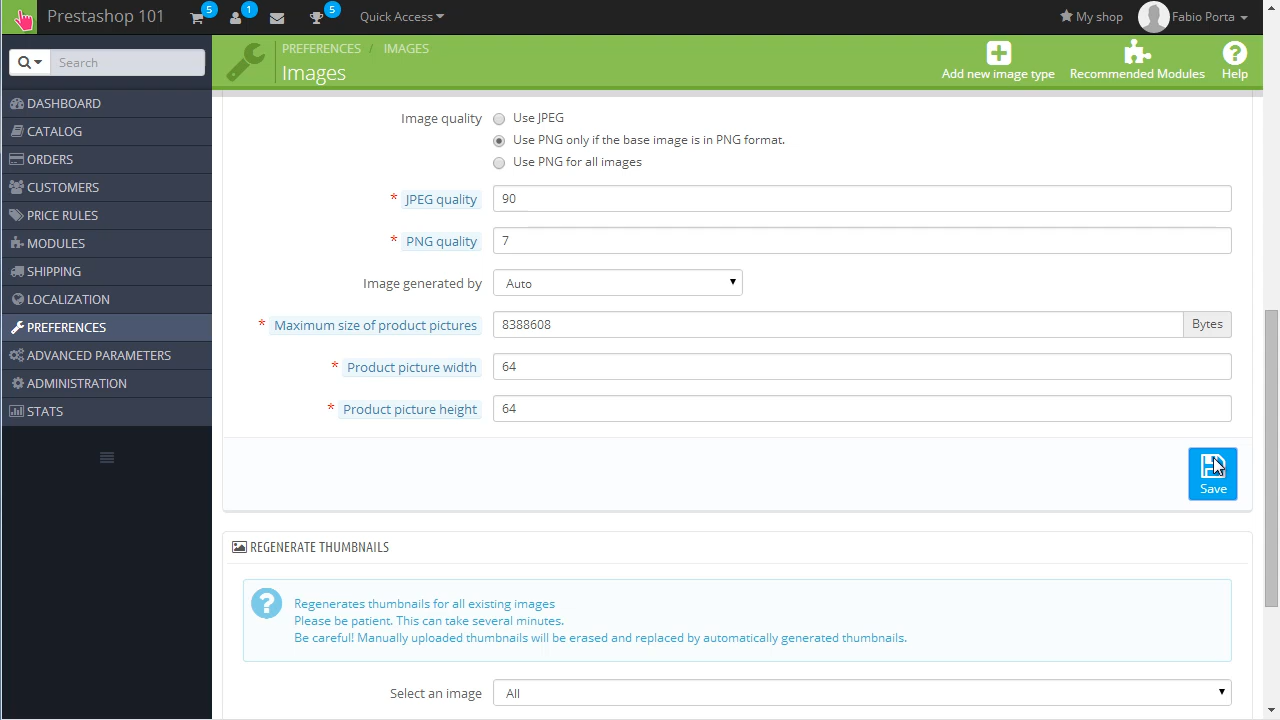 Prestashop 101
5
1
5
Quick Access
My shop
Fabio Porta
Search
PREFERENCES / IMAGES
Images
Add new image type
Recommended Modules
Help
DASHBOARD
CATALOG
ORDERS
CUSTOMERS
PRICE RULES
MODULES
SHIPPING
LOCALIZATION
PREFERENCES
ADVANCED PARAMETERS
ADMINISTRATION
STATS
Image quality
Use JPEG
Use PNG only if the base image is in PNG format.
Use PNG for all images
* JPEG quality 90
* PNG quality 7
Image generated by Auto
* Maximum size of product pictures 8388608 Bytes
* Product picture width 64
* Product picture height 64
Save
REGENERATE THUMBNAILS
? Regenerates thumbnails for all existing images
Please be patient. This can take several minutes.
Be careful! Manually uploaded thumbnails will be erased and replaced by automatically generated thumbnails.
Select an image All